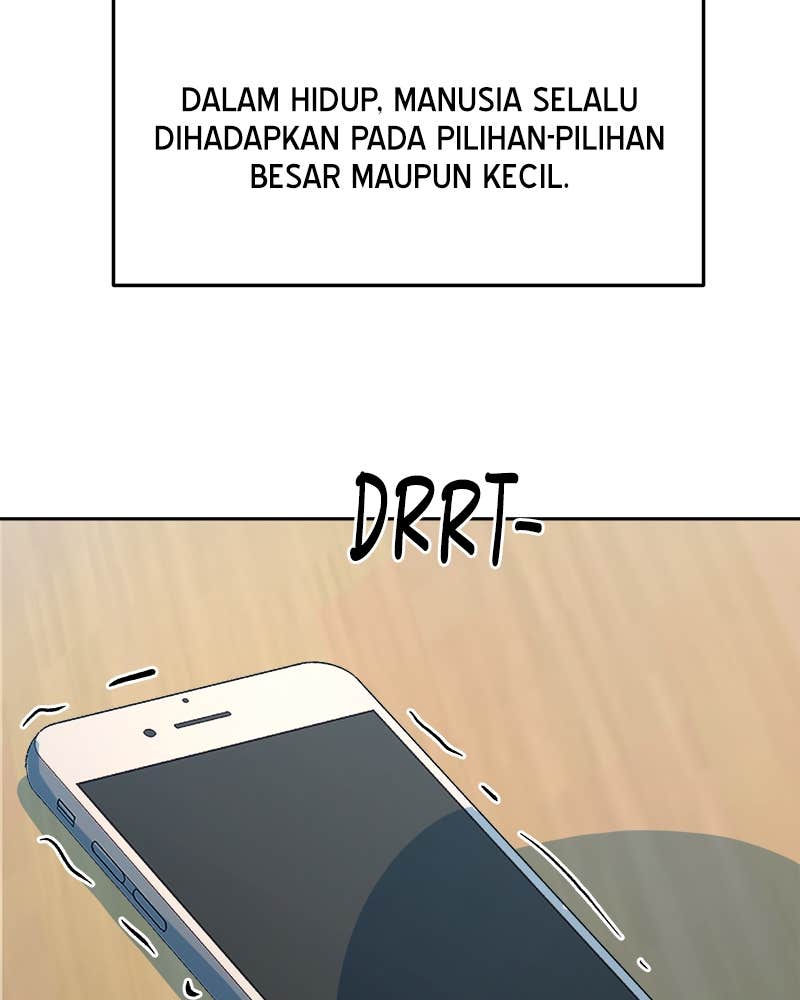 DALAM HIDUP, MANUSIA SELALU
DIHADAPKAN PADA PILIHAN-PILIHAN
BESAR MAUPUN KECIL.
DRRT-